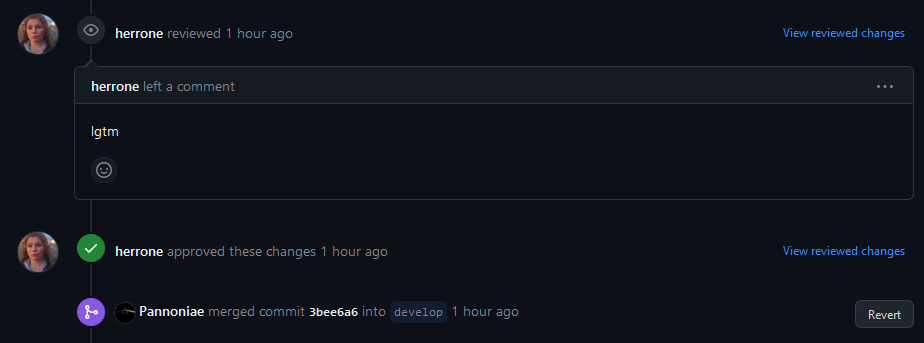 herrone reviewed 1 hour ago View reviewed changes
herrone left a comment
lgtm
herrone approved these changes 1 hour ago View reviewed changes
Pannoniae merged commit 3bee6a6 into develop 1 hour ago Revert